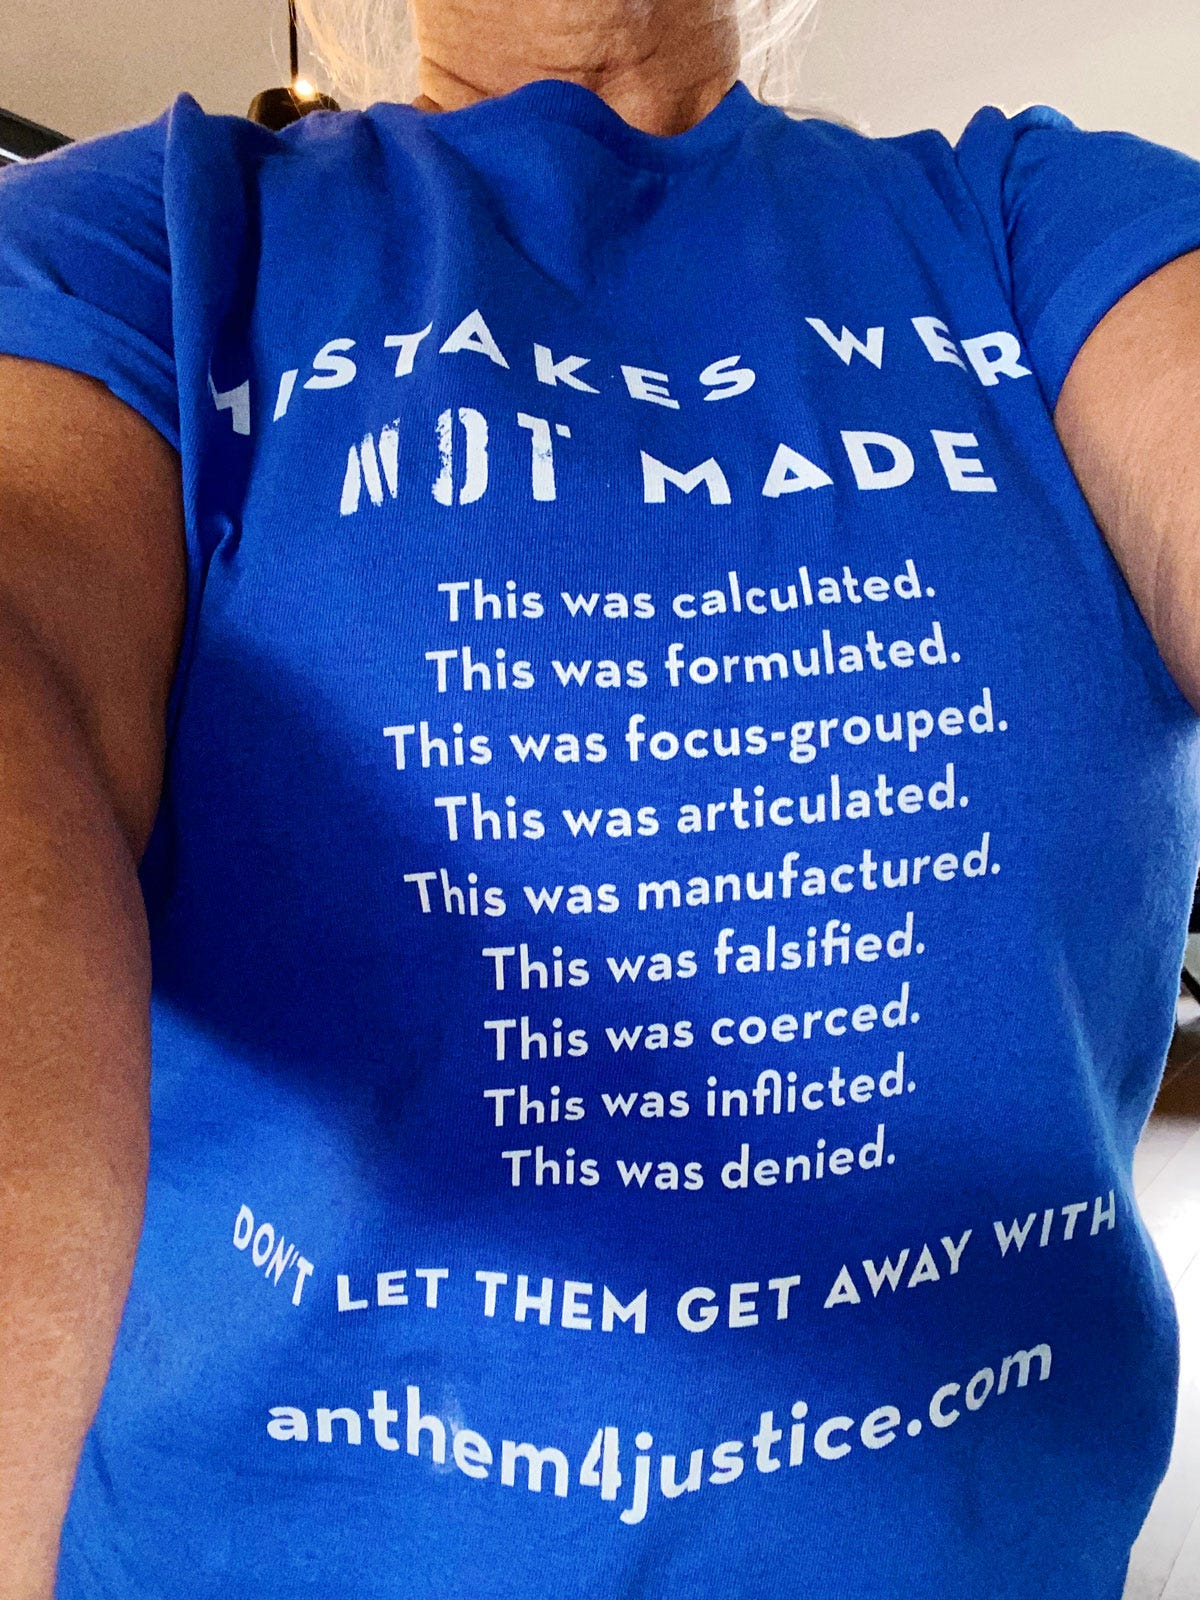 MISTAKES WER
NOT MADE
This was calculated.
This was formulated.
This was focus-grouped.
This was articulated.
This was manufactured.
This was falsified.
This was coerced.
This was inflicted.
This was denied.
DON'T LET THEM GET AWAY WITH
anthem4justice.com